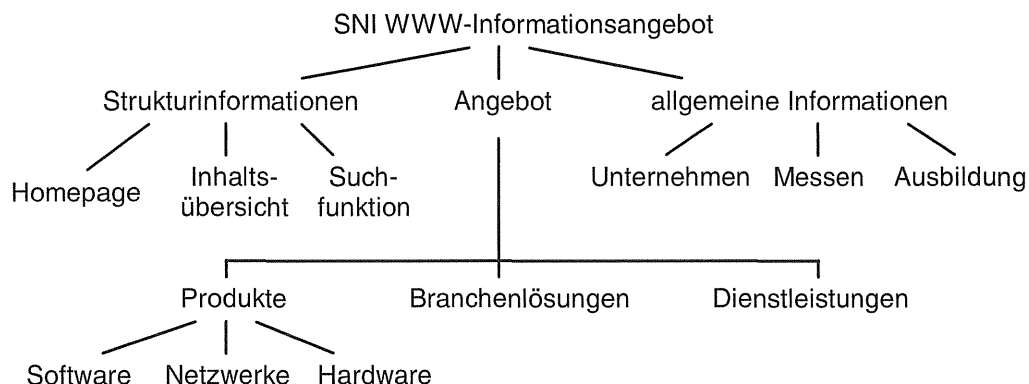 SNI WWW-Informationsangebot
Strukturinformationen Angebot allgemeine Informationen
Homepage Inhalts- Such- Unternehmen Messen Ausbildung
übersicht funktion
Produkte Branchenlösungen Dienstleistungen
Software Netzwerke Hardware